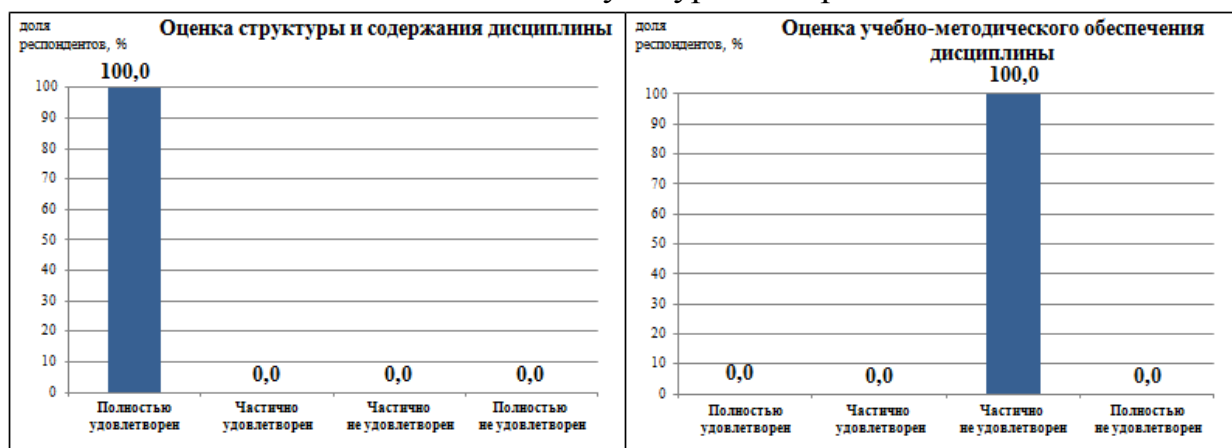 доля
респондентов, %
Оценка структуры и содержания дисциплины
100,0
100
90
80
70
60
50
40
30
20
10
0
0,0
0,0
0,0
Полностью
удовлетворен
Частично
удовлетворен
Частично
не удовлетворен
Полностью
не удовлетворен
доля
респондентов, %
Оценка учебно-методического обеспечения
дисциплины
100,0
100
90
80
70
60
50
40
30
20
10
0
0,0
0,0
0,0
Полностью
удовлетворен
Частично
удовлетворен
Частично
не удовлетворен
Полностью
не удовлетворен